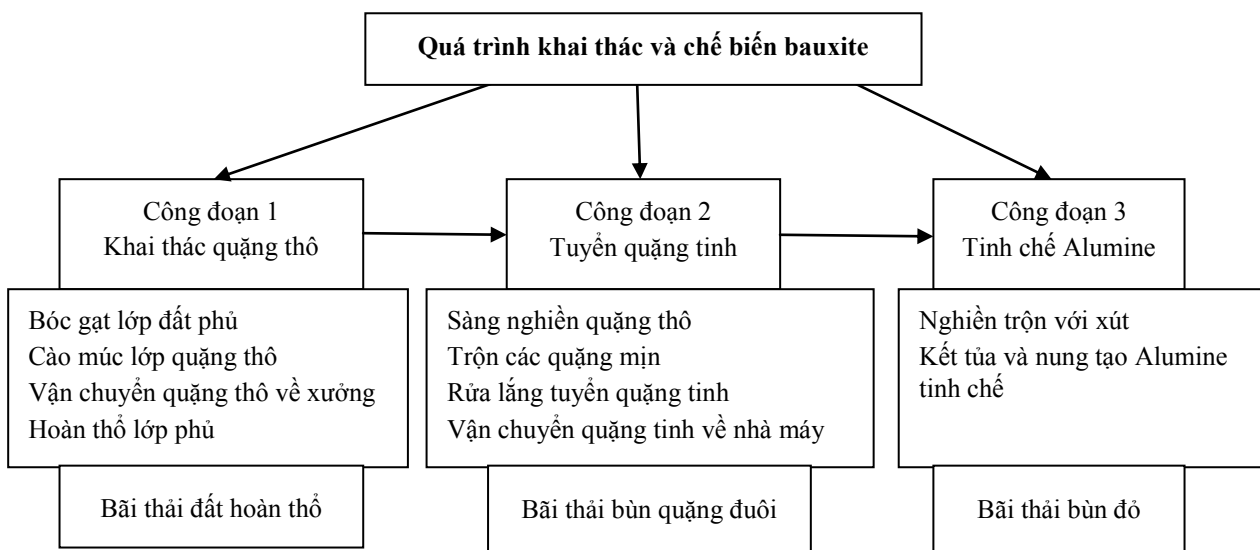 Quá trình khai thác và chế biến bauxite
Công đoạn 1
Khai thác quặng thô
Công đoạn 2
Tuyển quặng tinh
Công đoạn 3
Tinh chế Alumine
Bóc gạt lớp đất phủ
Cào múc lớp quặng thô
Vận chuyển quặng thô về xưởng
Hoàn thổ lớp phủ
Sàng nghiền quặng thô
Trộn các quặng mịn
Rửa lắng tuyển quặng tinh
Vận chuyển quặng tinh về nhà máy
Nghiền trộn với xút
Kết tủa và nung tạo Alumine
tinh chế
Bãi thải đất hoàn thổ
Bãi thải bùn quặng đuôi
Bãi thải bùn đỏ